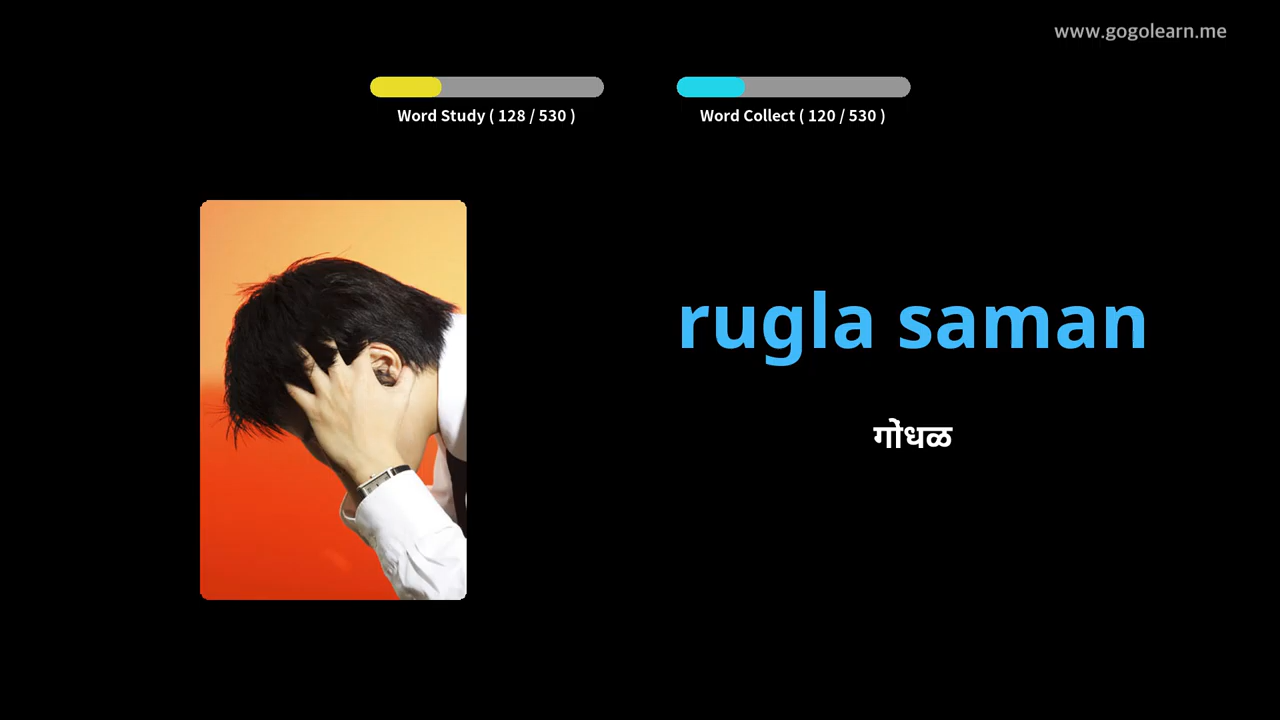 www.gogolearn.me
Word Study ( 128 / 530 )
Word Collect ( 120 / 530 )
rugla saman
गोंधळ